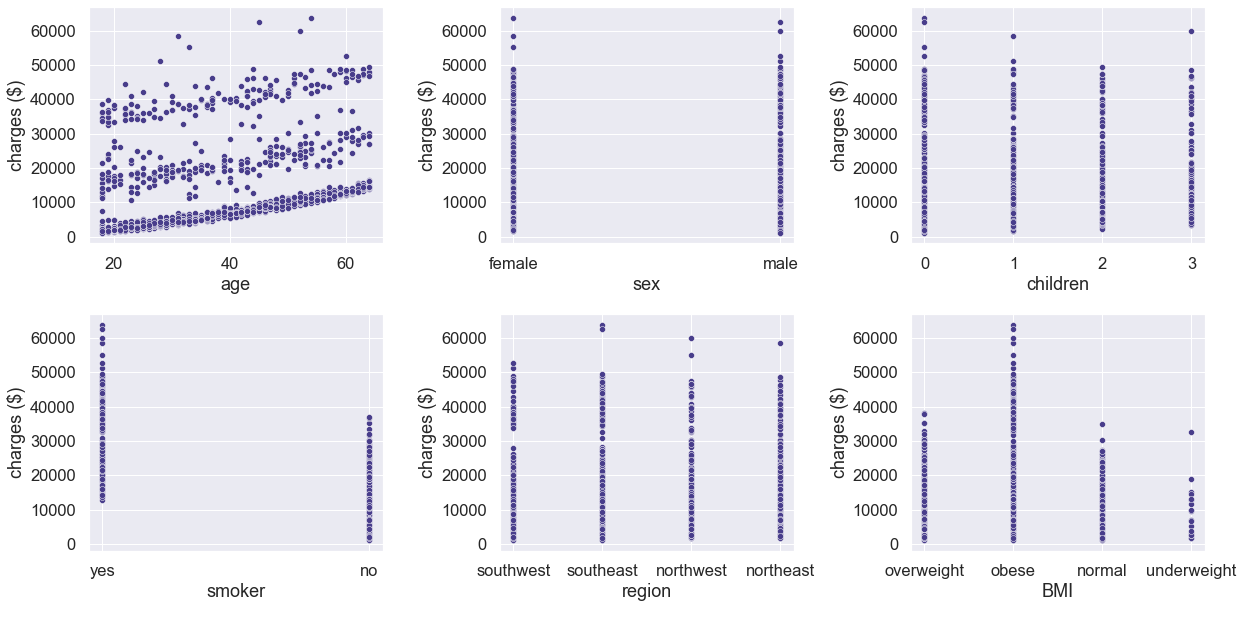 charges ($)
60000
50000
40000
30000
20000
10000
0
20 40 60
age
charges ($)
60000
50000
40000
30000
20000
10000
0
female male
sex
charges ($)
60000
50000
40000
30000
20000
10000
0
0 1 2 3
children
charges ($)
60000
50000
40000
30000
20000
10000
0
yes no
smoker
charges ($)
60000
50000
40000
30000
20000
10000
0
southwest southeast northwest northeast
region
charges ($)
60000
50000
40000
30000
20000
10000
0
overweight obese normal underweight
BMI